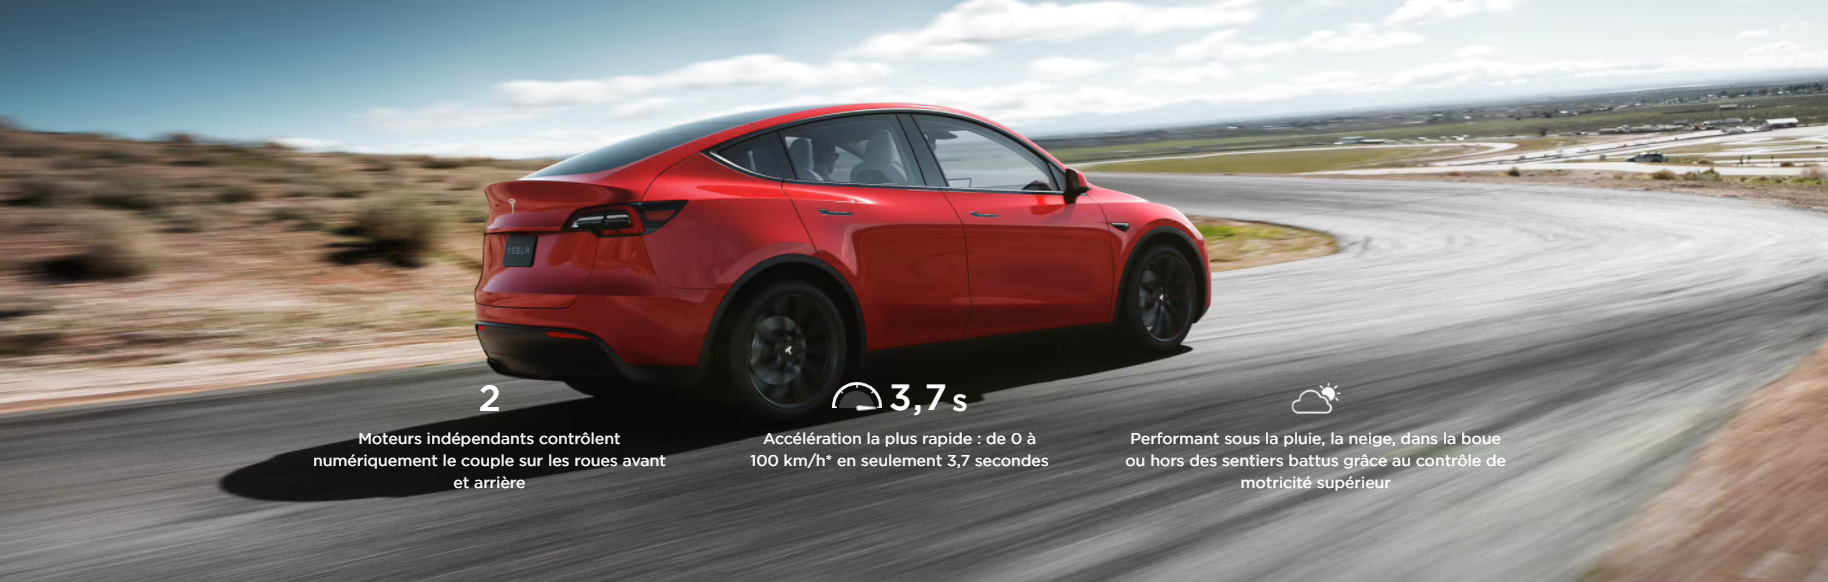 TESLA
2
Moteurs indépendants contrôlent
numériquement le couple sur les roues avant
et arrière
3,7 s
Accélération la plus rapide : de 0 à
100 km/h* en seulement 3,7 secondes
Performant sous la pluie, la neige, dans la boue
ou hors des sentiers battus grâce au contrôle de
motricité supérieur